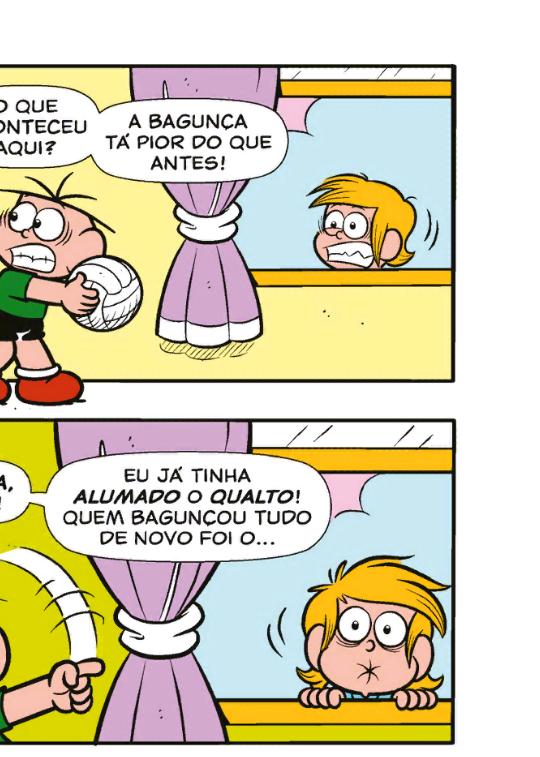 O QUE
ONTECEU
AQUI?
A BAGUNÇA
TÁ PIOR DO QUE
ANTES!
A,
!
EU JÁ TINHA
ALUMADO O QUALTO!
QUEM BAGUNÇOU TUDO
DE NOVO FOI O...